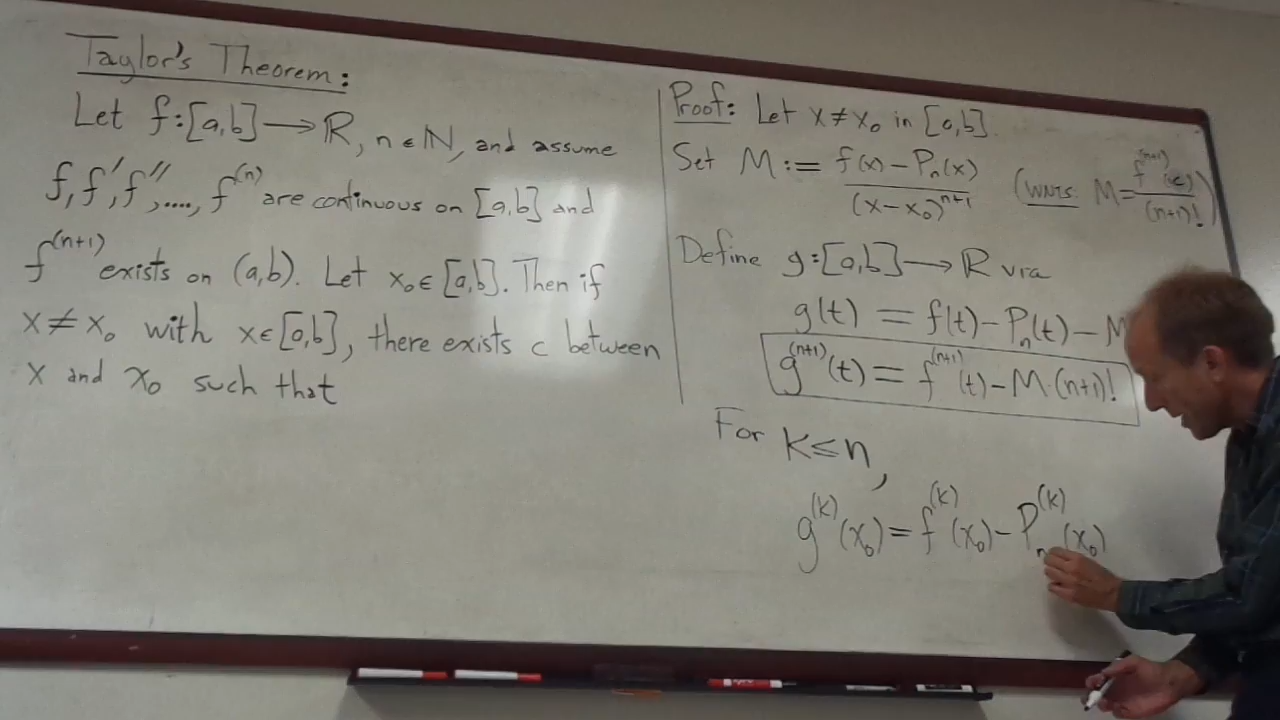 Taylor's Theorem:
Let f:[a,b]⟶ℝ, n∈ℕ, and assume
f, f′, f″, ...., f⁽ⁿ⁾ are continuous on [a,b] and
f⁽ⁿ⁺¹⁾ exists on (a,b). Let x₀∈[a,b]. Then if
x≠x₀ with x∈[a,b], there exists c between
x and x₀ such that
Proof: Let x≠x₀ in [a,b].
Set M := (f(x)−Pₙ(x))/(x−x₀)ⁿ⁺¹ (WNTS M=f⁽ⁿ⁺¹⁾(c)/(n+1)!)
Define g:[a,b]⟶ℝ via
g(t) = f(t)−Pₙ(t)−M
g⁽ⁿ⁺¹⁾(t) = f⁽ⁿ⁺¹⁾(t)−M·(n+1)!
For k≤n,
g⁽ᵏ⁾(x₀)=f⁽ᵏ⁾(x₀)−Pₙ⁽ᵏ⁾(x₀)